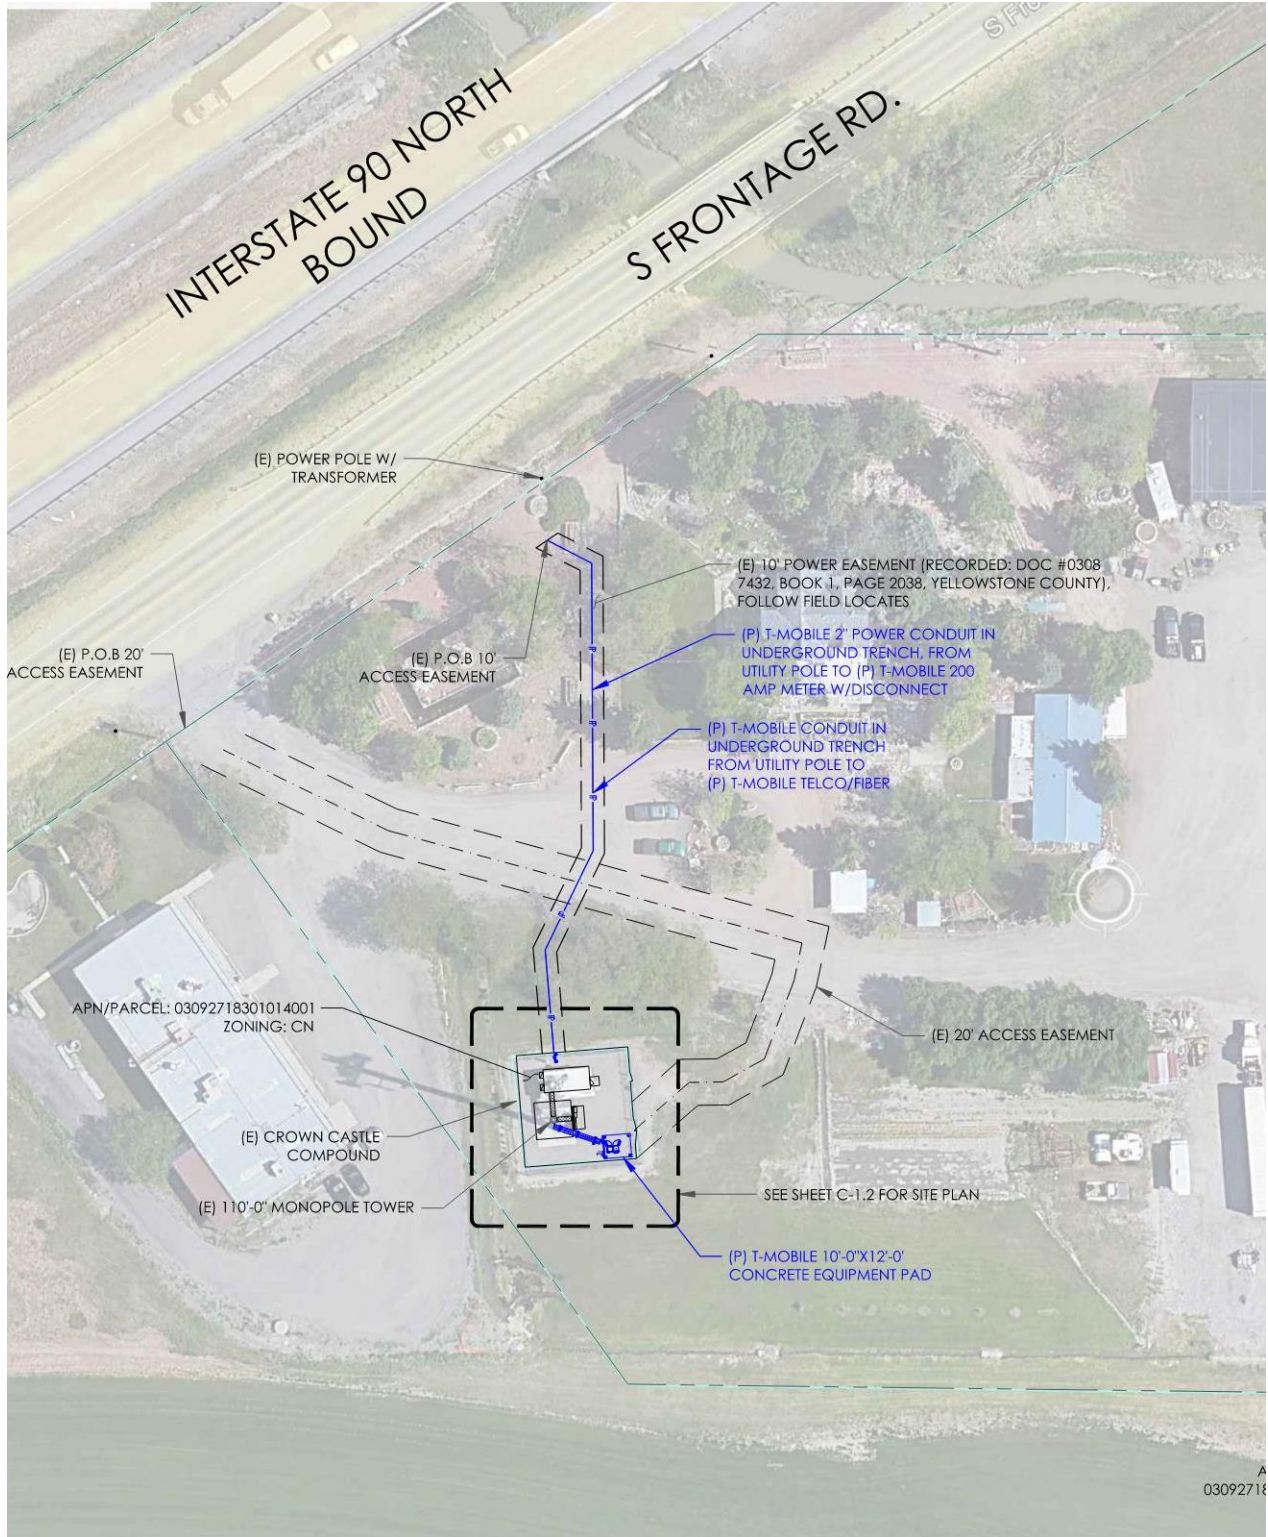 S Fro
INTERSTATE 90 NORTH
BOUND
S FRONTAGE RD.
(E) POWER POLE W/
TRANSFORMER
(E) 10' POWER EASEMENT (RECORDED: DOC #0308
7432, BOOK 1, PAGE 2038, YELLOWSTONE COUNTY),
FOLLOW FIELD LOCATES
(P) T-MOBILE 2" POWER CONDUIT IN
UNDERGROUND TRENCH, FROM
UTILITY POLE TO (P) T-MOBILE 200
AMP METER W/DISCONNECT
(E) P.O.B 20'
ACCESS EASEMENT
(E) P.O.B 10'
ACCESS EASEMENT
(P) T-MOBILE CONDUIT IN
UNDERGROUND TRENCH
FROM UTILITY POLE TO
(P) T-MOBILE TELCO/FIBER
APN/PARCEL: 03092718301014001
ZONING: CN
(E) 20' ACCESS EASEMENT
(E) CROWN CASTLE
COMPOUND
(E) 110'-0" MONOPOLE TOWER
SEE SHEET C-1.2 FOR SITE PLAN
(P) T-MOBILE 10'-0"X12'-0'
CONCRETE EQUIPMENT PAD
A
03092718